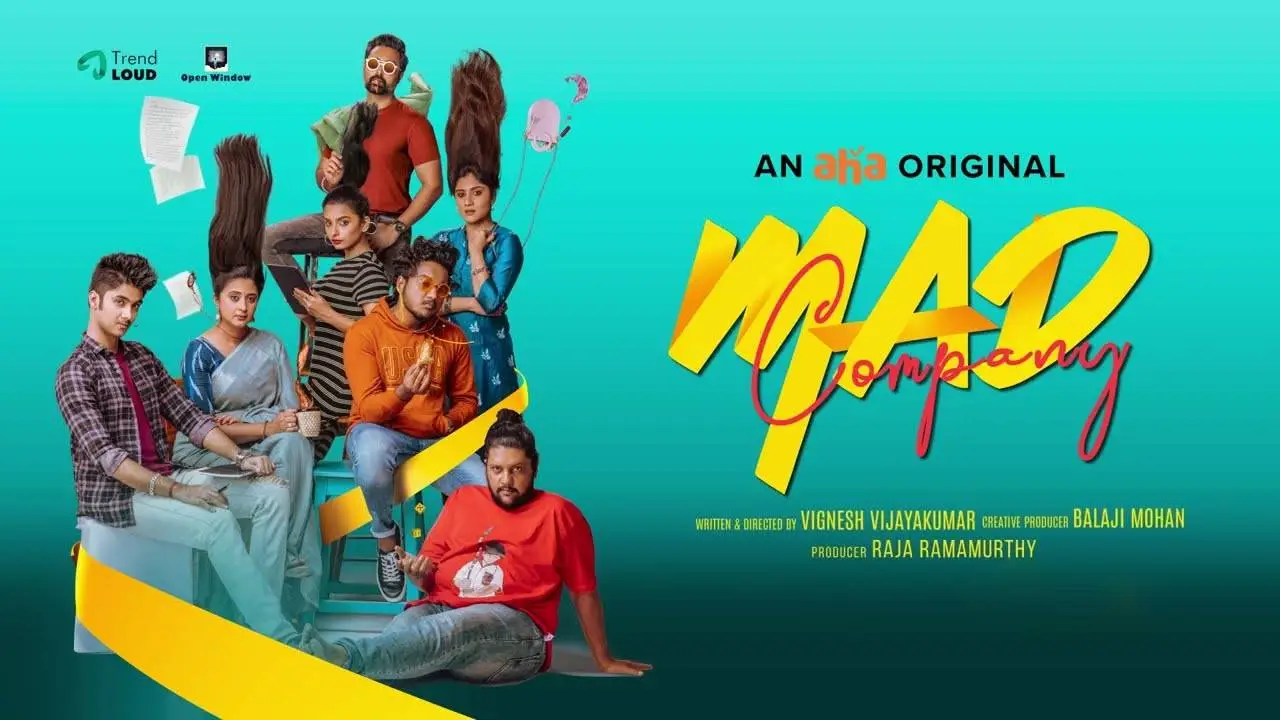 Trend
LOUD
Open Window
AN aha ORIGINAL
MAD
Company
WRITTEN & DIRECTED BY VIGNESH VIJAYAKUMAR CREATIVE PRODUCER BALAJI MOHAN
PRODUCER RAJA RAMAMURTHY